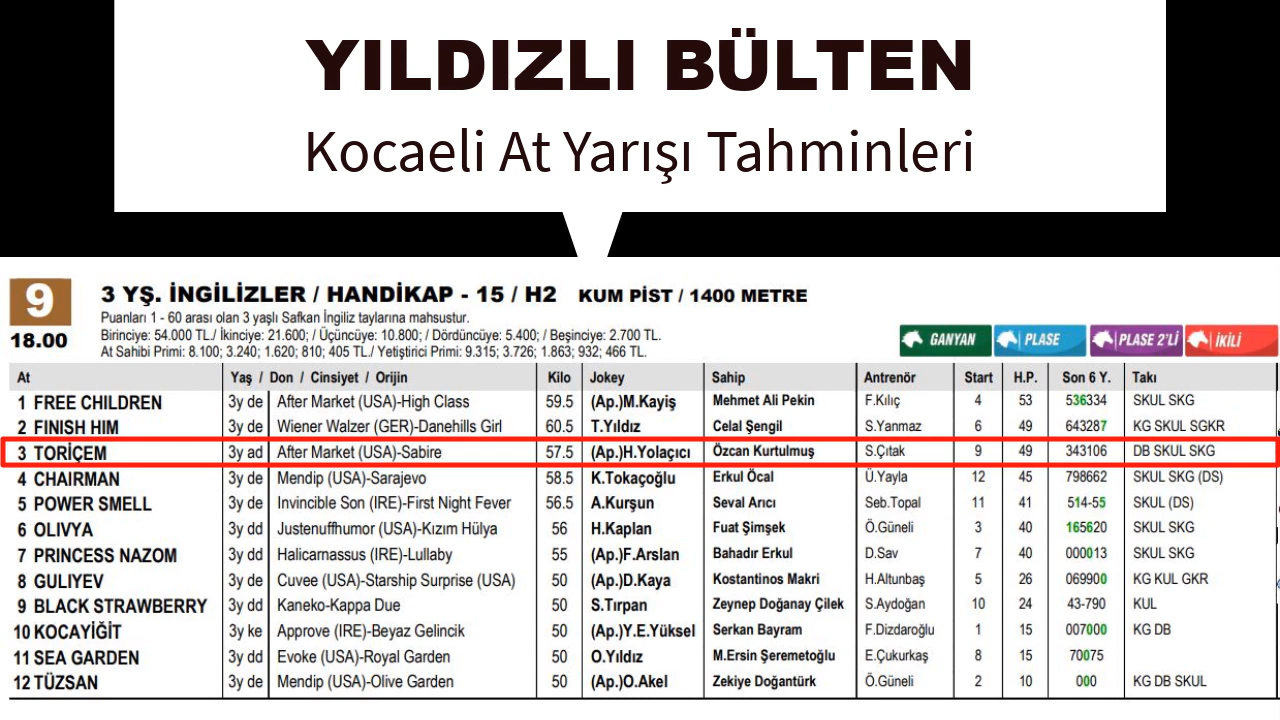 YILDIZLI BÜLTEN
Kocaeli At Yarışı Tahminleri
9 3 YŞ. İNGİLİZLER / HANDİKAP - 15 / H2 KUM PİST / 1400 METRE
Puanları 1 - 60 arası olan 3 yaşlı Safkan İngiliz taylarına mahsustur.
18.00 Birinciye: 54.000 TL./ İkinciye: 21.600; / Üçüncüye: 10.800; / Dördüncüye: 5.400; / Beşinciye: 2.700 TL.
At Sahibi Primi: 8.100; 3.240; 1.620; 810; 405 TL./ Yetiştirici Primi: 9.315; 3.726; 1.863; 932; 466 TL.
GANYAN PLASE PLASE 2'Lİ İKİLİ
At Yaş / Don / Cinsiyet / Orijin Kilo Jokey Sahip Antrenör Start H.P. Son 6 Y. Takı
1 FREE CHILDREN 3y de After Market (USA)-High Class 59.5 (Ap.)M.Kayiş Mehmet Ali Pekin F.Kılıç 4 53 536334 SKUL SKG
2 FINISH HIM 3y de Wiener Walzer (GER)-Danehills Girl 60.5 T.Yıldız Celal Şengil S.Yanmaz 6 49 643287 KG SKUL SGKR
3 TORİÇEM 3y ad After Market (USA)-Sabire 57.5 (Ap.)H.Yolaçıcı Özcan Kurtulmuş S.Çıtak 9 49 343106 DB SKUL SKG
4 CHAIRMAN 3y de Mendip (USA)-Sarajevo 58.5 K.Tokaçoğlu Erkul Öcal Ü.Yayla 12 45 798662 SKUL SKG (DS)
5 POWER SMELL 3y de Invincible Son (IRE)-First Night Fever 56.5 A.Kurşun Seval Arıcı Seb.Topal 11 41 514-55 SKUL (DS)
6 OLIVYA 3y dd Justenuffhumor (USA)-Kızım Hülya 56 H.Kaplan Fuat Şimşek Ö.Güneli 3 40 165620 SKUL SKG
7 PRINCESS NAZOM 3y dd Halicarnassus (IRE)-Lullaby 55 (Ap.)F.Arslan Bahadır Erkul D.Sav 7 40 000013 SKUL SKG
8 GULIYEV 3y de Cuvee (USA)-Starship Surprise (USA) 50 (Ap.)D.Kaya Kostantinos Makri H.Altunbaş 5 26 069900 KG KUL GKR
9 BLACK STRAWBERRY 3y dd Kaneko-Kappa Due 50 S.Tırpan Zeynep Doğanay Çilek S.Aydoğan 10 24 43-790 KUL
10 KOCAYİĞİT 3y ke Approve (IRE)-Beyaz Gelincik 50 (Ap.)Y.E.Yüksel Serkan Bayram F.Dizdaroğlu 1 15 007000 KG DB
11 SEA GARDEN 3y dd Evoke (USA)-Royal Garden 50 O.Yıldız M.Ersin Şeremetoğlu E.Çukurkaş 8 15 70075
12 TÜZSAN 3y de Mendip (USA)-Olive Garden 50 (Ap.)O.Akel Zekiye Doğantürk Ö.Güneli 2 10 000 KG DB SKUL